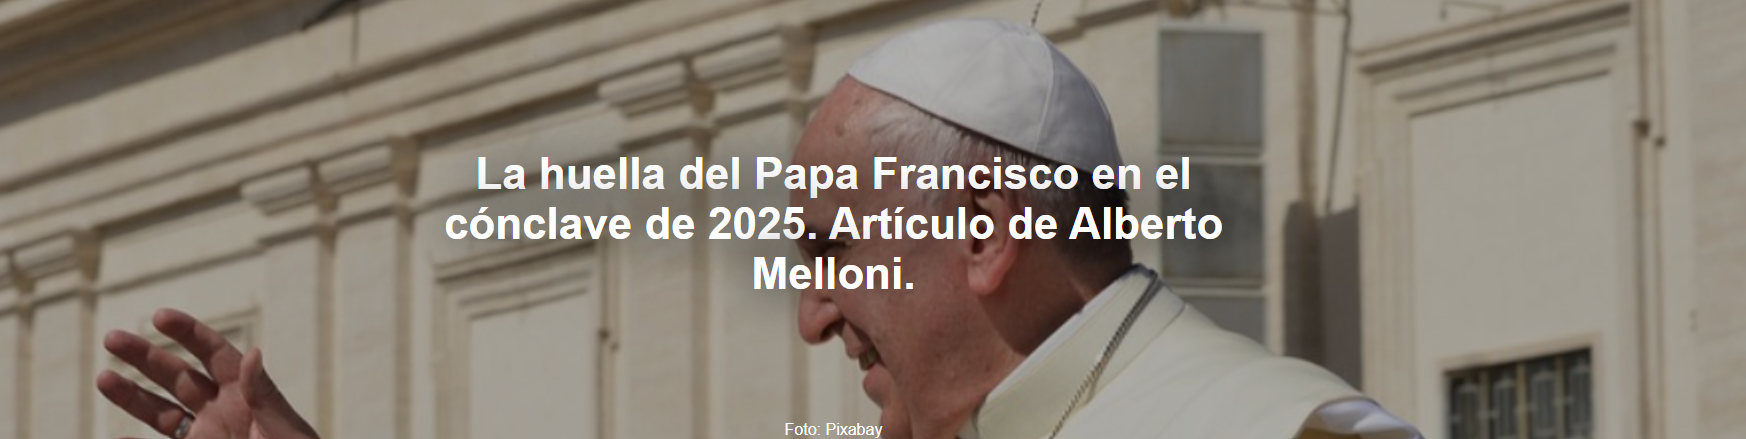 La huella del Papa Francisco en el
cónclave de 2025. Artículo de Alberto
Melloni.
Foto: Pixabay